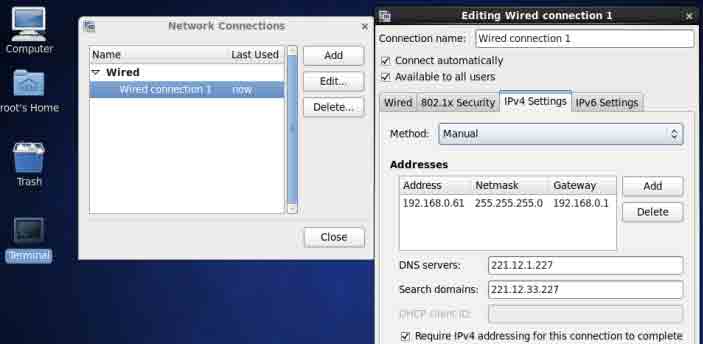 Computer
root's Home
Trash
Terminal
Network Connections
Name Last Used
Wired
Wired connection 1 now
Add
Edit...
Delete...
Close
Editing Wired connection 1
Connection name: Wired connection 1
Connect automatically
Available to all users
Wired 802.1x Security IPv4 Settings IPv6 Settings
Method: Manual
Addresses
Address Netmask Gateway
192.168.0.61 255.255.255.0 192.168.0.1
Add
Delete
DNS servers: 221.12.1.227
Search domains: 221.12.33.227
DHCP client ID:
Require IPv4 addressing for this connection to complete